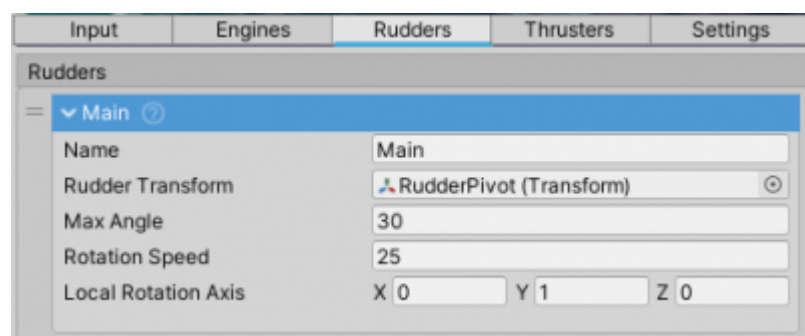 Input Engines Rudders Thrusters Settings
Rudders
Main
Name Main
Rudder Transform RudderPivot (Transform)
Max Angle 30
Rotation Speed 25
Local Rotation Axis X 0 Y 1 Z 0